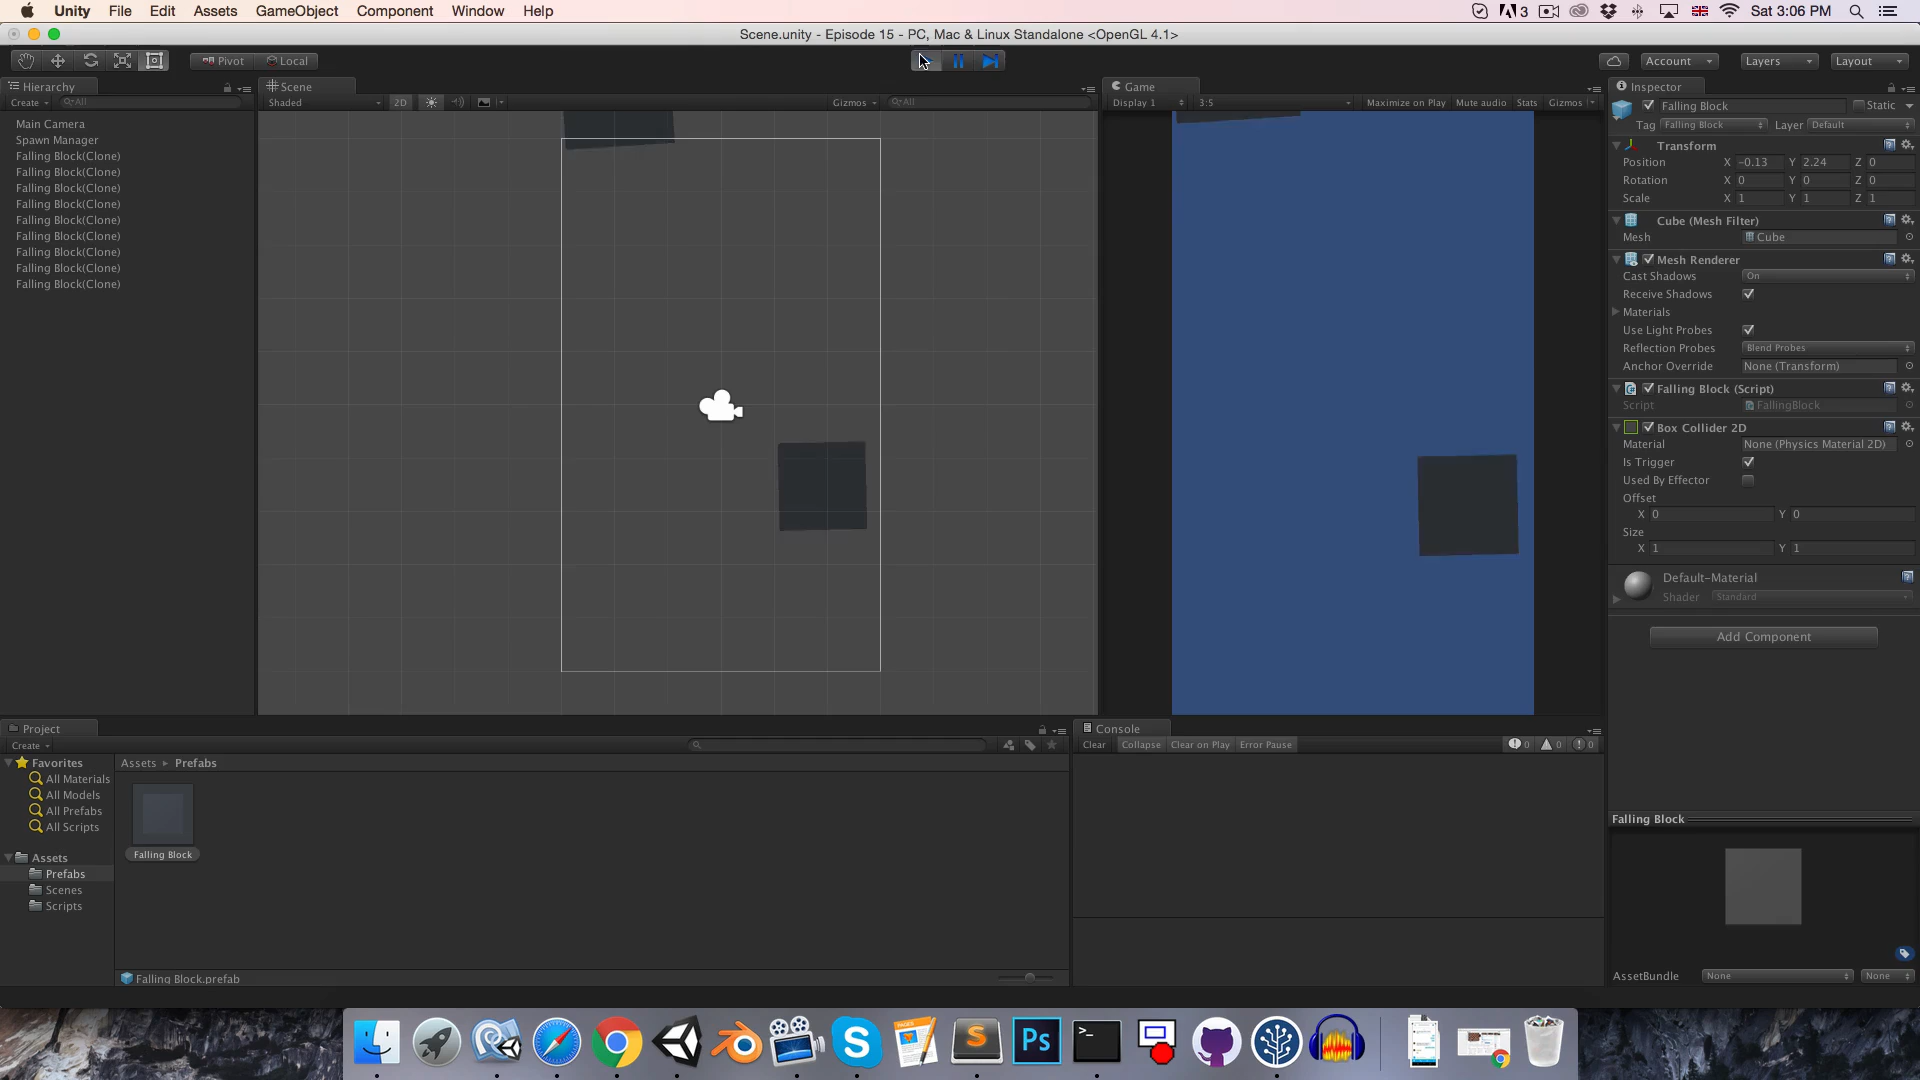 Unity File Edit Assets GameObject Component Window Help
3
Sat 3:06 PM
Scene.unity - Episode 15 - PC, Mac & Linux Standalone <OpenGL 4.1>
Pivot Local
Account Layers Layout
Hierarchy
Create All
Main Camera
Spawn Manager
Falling Block(Clone)
Falling Block(Clone)
Falling Block(Clone)
Falling Block(Clone)
Falling Block(Clone)
Falling Block(Clone)
Falling Block(Clone)
Falling Block(Clone)
Falling Block(Clone)
Scene
Shaded 2D Gizmos All
Game
Display 1 3:5 Maximize on Play Mute audio Stats Gizmos
Inspector
Falling Block Static
Tag Falling Block Layer Default
Transform
Position X -0.13 Y 2.24 Z 0
Rotation X 0 Y 0 Z 0
Scale X 1 Y 1 Z 1
Cube (Mesh Filter)
Mesh Cube
Mesh Renderer
Cast Shadows On
Receive Shadows
Materials
Use Light Probes
Reflection Probes Blend Probes
Anchor Override None (Transform)
Falling Block (Script)
Script FallingBlock
Box Collider 2D
Material None (Physics Material 2D)
Is Trigger
Used By Effector
Offset
X 0 Y 0
Size
X 1 Y 1
Default-Material
Shader Standard
Add Component
Falling Block
AssetBundle None None
Project
Create
Favorites
All Materials
All Models
All Prefabs
All Scripts
Assets
Prefabs
Scenes
Scripts
Assets Prefabs
Falling Block
Falling Block.prefab
Console
Clear Collapse Clear on Play Error Pause 0 0 0
PAGES
Ps